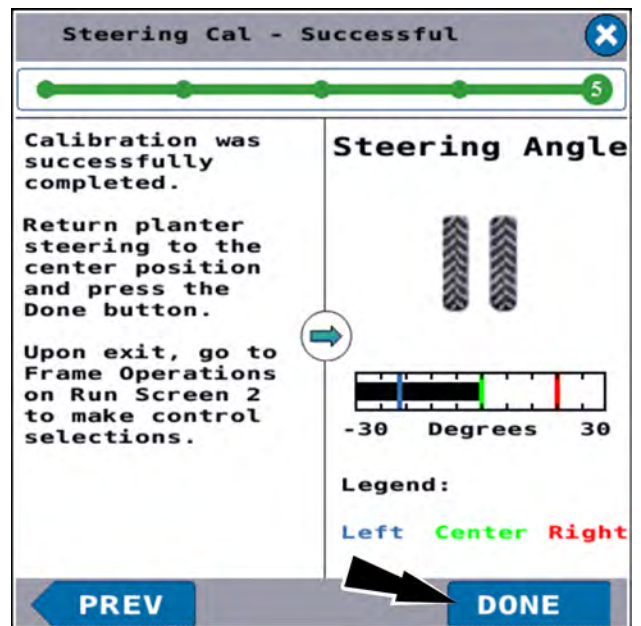 Steering Cal - Successful
5
Calibration was
successfully
completed.
Return planter
steering to the
center position
and press the
Done button.
Upon exit, go to
Frame Operations
on Run Screen 2
to make control
selections.
Steering Angle
-30 Degrees 30
Legend:
Left Center Right
PREV
DONE